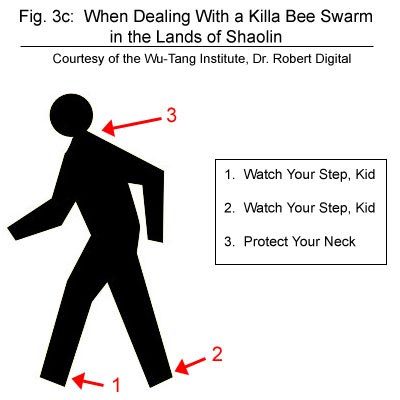 Fig. 3c:  When Dealing With a Killa Bee Swarm
in the Lands of Shaolin
Courtesy of the Wu-Tang Institute, Dr. Robert Digital
3
1.  Watch Your Step, Kid
2.  Watch Your Step, Kid
3.  Protect Your Neck
2
1